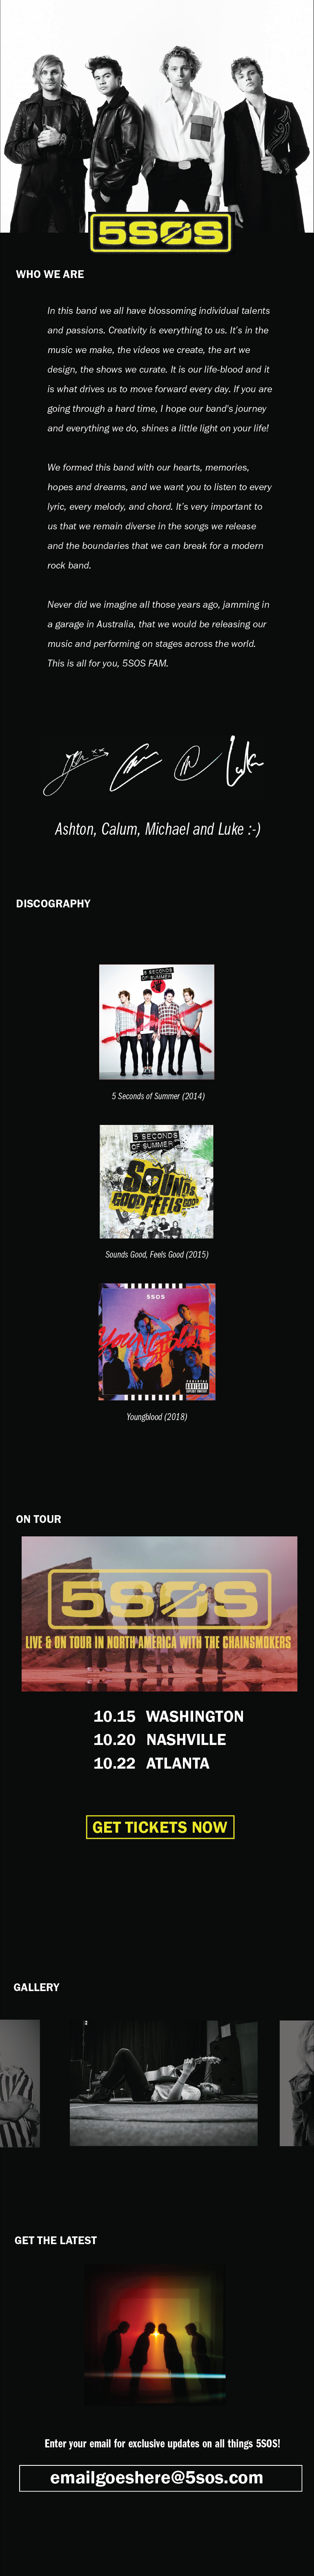 5SOS
WHO WE ARE
In this band we all have blossoming individual talents
and passions. Creativity is everything to us. It's in the
music we make, the videos we create, the art we
design, the shows we curate. It is our life-blood and it
is what drives us to move forward every day. If you are
going through a hard time, I hope our band's journey
and everything we do, shines a little light on your life!
We formed this band with our hearts, memories,
hopes and dreams, and we want you to listen to every
lyric, every melody, and chord. It's very important to
us that we remain diverse in the songs we release
and the boundaries that we can break for a modern
rock band.
Never did we imagine all those years ago, jamming in
a garage in Australia, that we would be releasing our
music and performing on stages across the world.
This is all for you, 5SOS FAM.
Ashton, Calum, Michael and Luke :-)
DISCOGRAPHY
5 SECONDS
OF SUMMER
5 Seconds of Summer (2014)
5 SECONDS
OF SUMMER
SOUNDS
GOOD FEELS GOOD
Sounds Good, Feels Good (2015)
5SOS
YOUNGBLOOD
Youngblood (2018)
ON TOUR
5SOS
LIVE & ON TOUR IN NORTH AMERICA WITH THE CHAINSMOKERS
10.15 WASHINGTON
10.20 NASHVILLE
10.22 ATLANTA
GET TICKETS NOW
GALLERY
GET THE LATEST
Enter your email for exclusive updates on all things 5SOS!
emailgoeshere@5sos.com